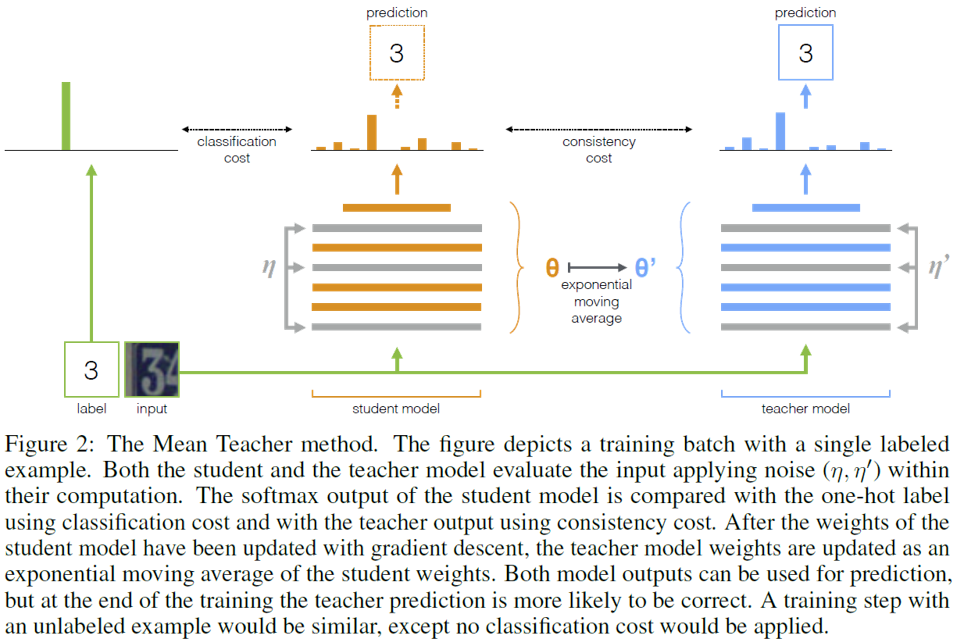 prediction
prediction
3
3
classification
cost
consistency
cost
η
θ
θ’
η’
exponential
moving
average
3
34
label
input
student model
teacher model
Figure 2: The Mean Teacher method. The figure depicts a training batch with a single labeled
example. Both the student and the teacher model evaluate the input applying noise (η, η′) within
their computation. The softmax output of the student model is compared with the one-hot label
using classification cost and with the teacher output using consistency cost. After the weights of the
student model have been updated with gradient descent, the teacher model weights are updated as an
exponential moving average of the student weights. Both model outputs can be used for prediction,
but at the end of the training the teacher prediction is more likely to be correct. A training step with
an unlabeled example would be similar, except no classification cost would be applied.